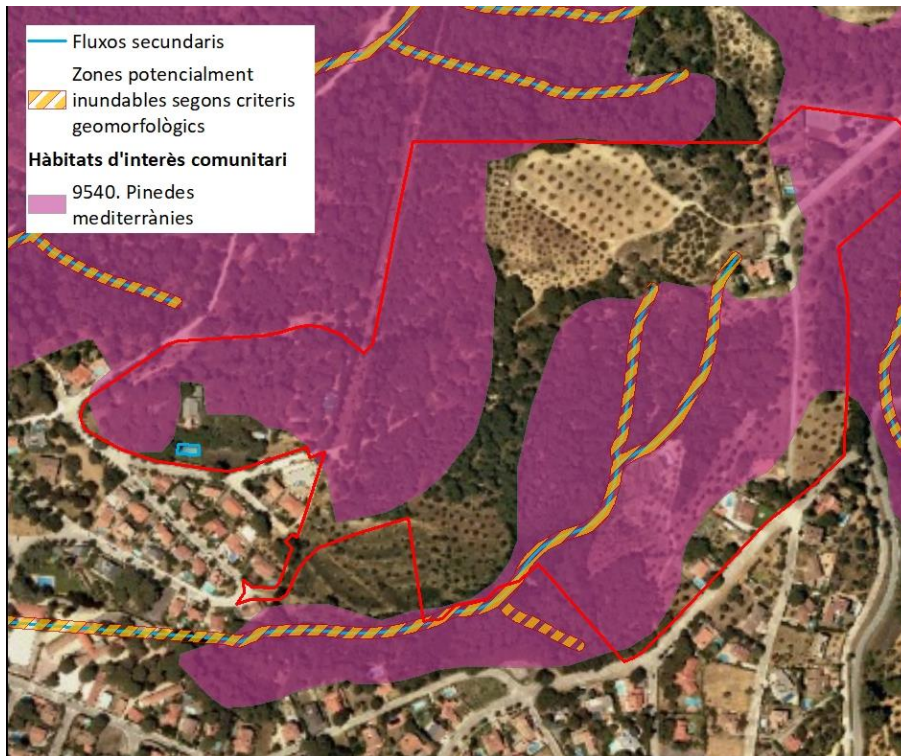 Fluxos secundaris
Zones potencialment
inundables segons criteris
geomorfològics
Hàbitats d'interès comunitari
9540. Pinedes
mediterrànies